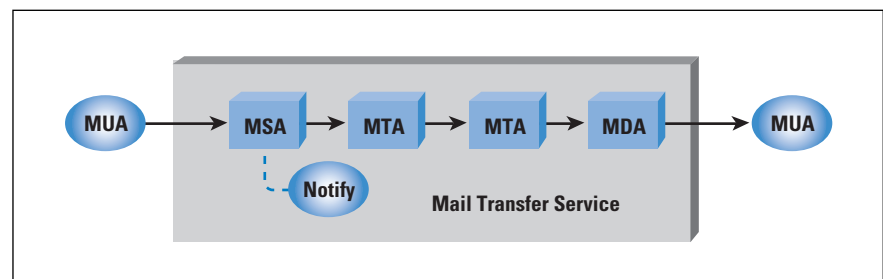 MUA
MSA
MTA
MTA
MDA
MUA
Notify
Mail Transfer Service